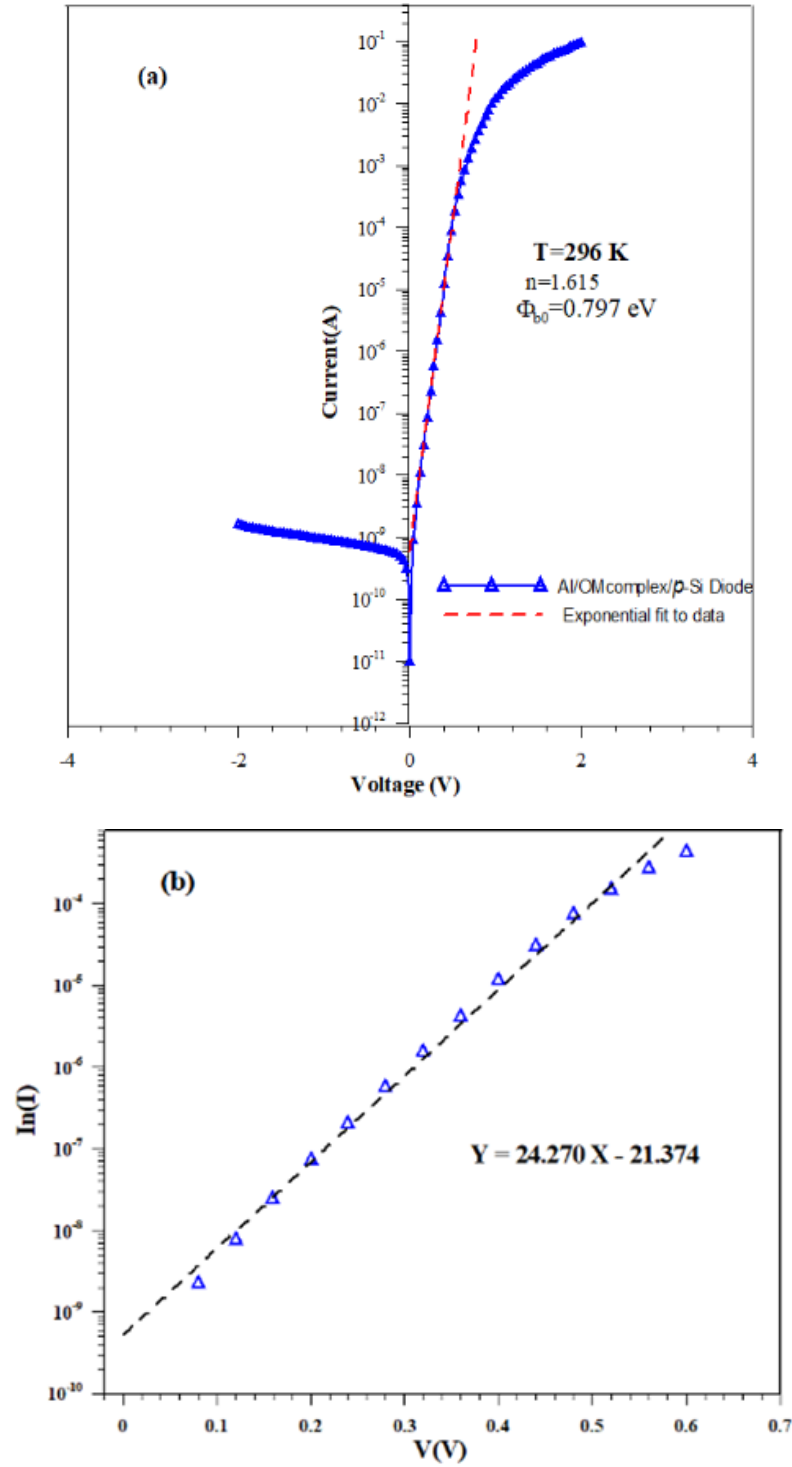 (a)
10⁻¹
10⁻²
10⁻³
10⁻⁴
10⁻⁵
10⁻⁶
10⁻⁷
10⁻⁸
10⁻⁹
10⁻¹⁰
10⁻¹¹
10⁻¹²
Current(A)
T=296 K
n=1.615
Φb0=0.797 eV
Al/OMcomplex/p-Si Diode
Exponential fit to data
-4 -2 0 2 4
Voltage (V)
(b)
10⁻⁴
10⁻⁵
10⁻⁶
10⁻⁷
10⁻⁸
10⁻⁹
10⁻¹⁰
In(I)
Y = 24.270 X - 21.374
0 0.1 0.2 0.3 0.4 0.5 0.6 0.7
V(V)